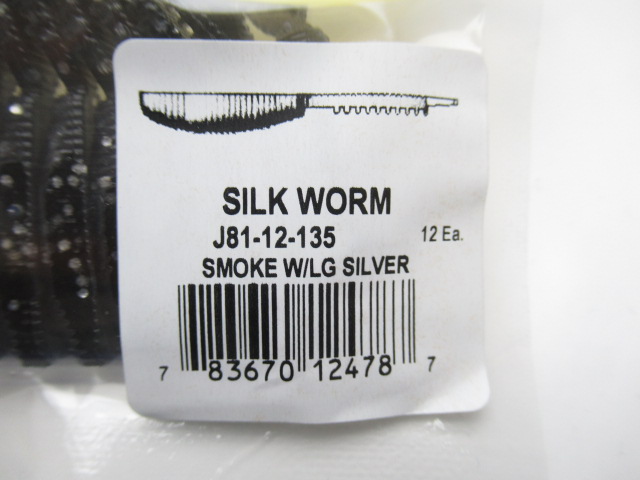 SILK WORM
J81-12-135 12 Ea.
SMOKE W/LG SILVER
7 83670 12478 7